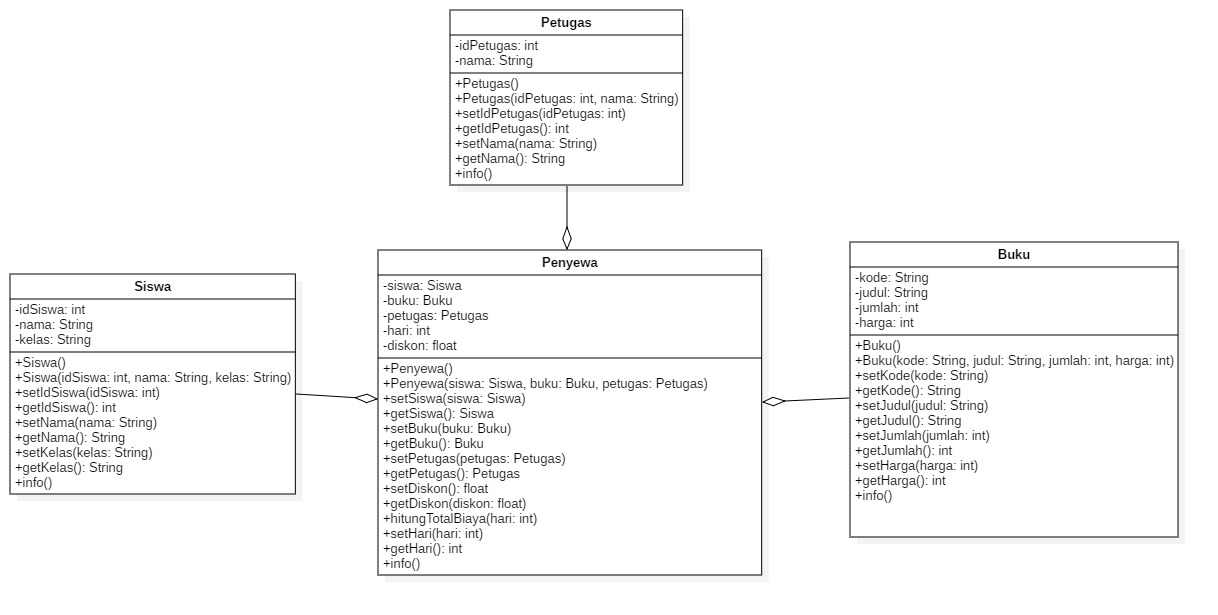 Petugas
-idPetugas: int
-nama: String
+Petugas()
+Petugas(idPetugas: int, nama: String)
+setIdPetugas(idPetugas: int)
+getIdPetugas(): int
+setNama(nama: String)
+getNama(): String
+info()
Siswa
-idSiswa: int
-nama: String
-kelas: String
+Siswa()
+Siswa(idSiswa: int, nama: String, kelas: String)
+setIdSiswa(idSiswa: int)
+getIdSiswa(): int
+setNama(nama: String)
+getNama(): String
+setKelas(kelas: String)
+getKelas(): String
+info()
Penyewa
-siswa: Siswa
-buku: Buku
-petugas: Petugas
-hari: int
-diskon: float
+Penyewa()
+Penyewa(siswa: Siswa, buku: Buku, petugas: Petugas)
+setSiswa(siswa: Siswa)
+getSiswa(): Siswa
+setBuku(buku: Buku)
+getBuku(): Buku
+setPetugas(petugas: Petugas)
+getPetugas(): Petugas
+setDiskon(): float
+getDiskon(diskon: float)
+hitungTotalBiaya(hari: int)
+setHari(hari: int)
+getHari(): int
+info()
Buku
-kode: String
-judul: String
-jumlah: int
-harga: int
+Buku()
+Buku(kode: String, judul: String, jumlah: int, harga: int)
+setKode(kode: String)
+getKode(): String
+setJudul(judul: String)
+getJudul(): String
+setJumlah(jumlah: int)
+getJumlah(): int
+setHarga(harga: int)
+getHarga(): int
+info()